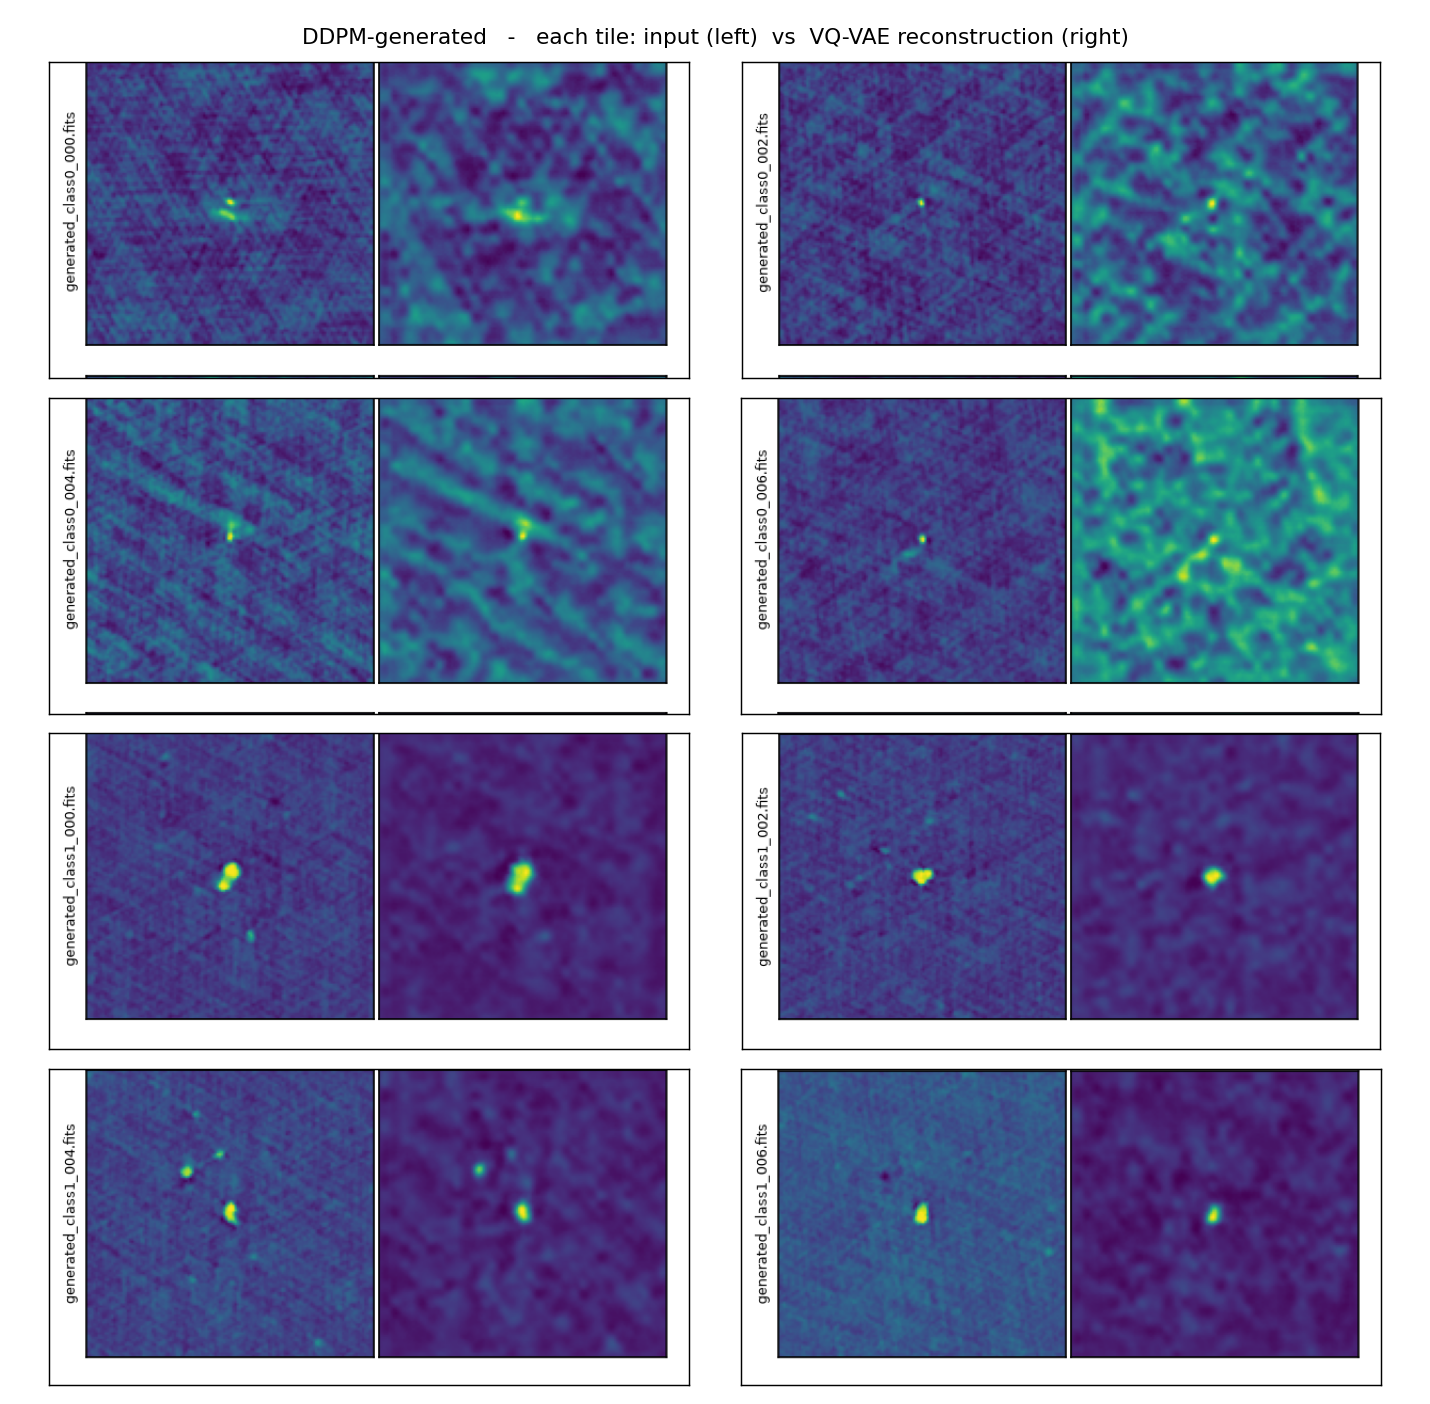 DDPM-generated - each tile: input (left) vs VQ-VAE reconstruction (right)
generated_class0_000.fits
generated_class0_002.fits
generated_class0_004.fits
generated_class0_006.fits
generated_class1_000.fits
generated_class1_002.fits
generated_class1_004.fits
generated_class1_006.fits